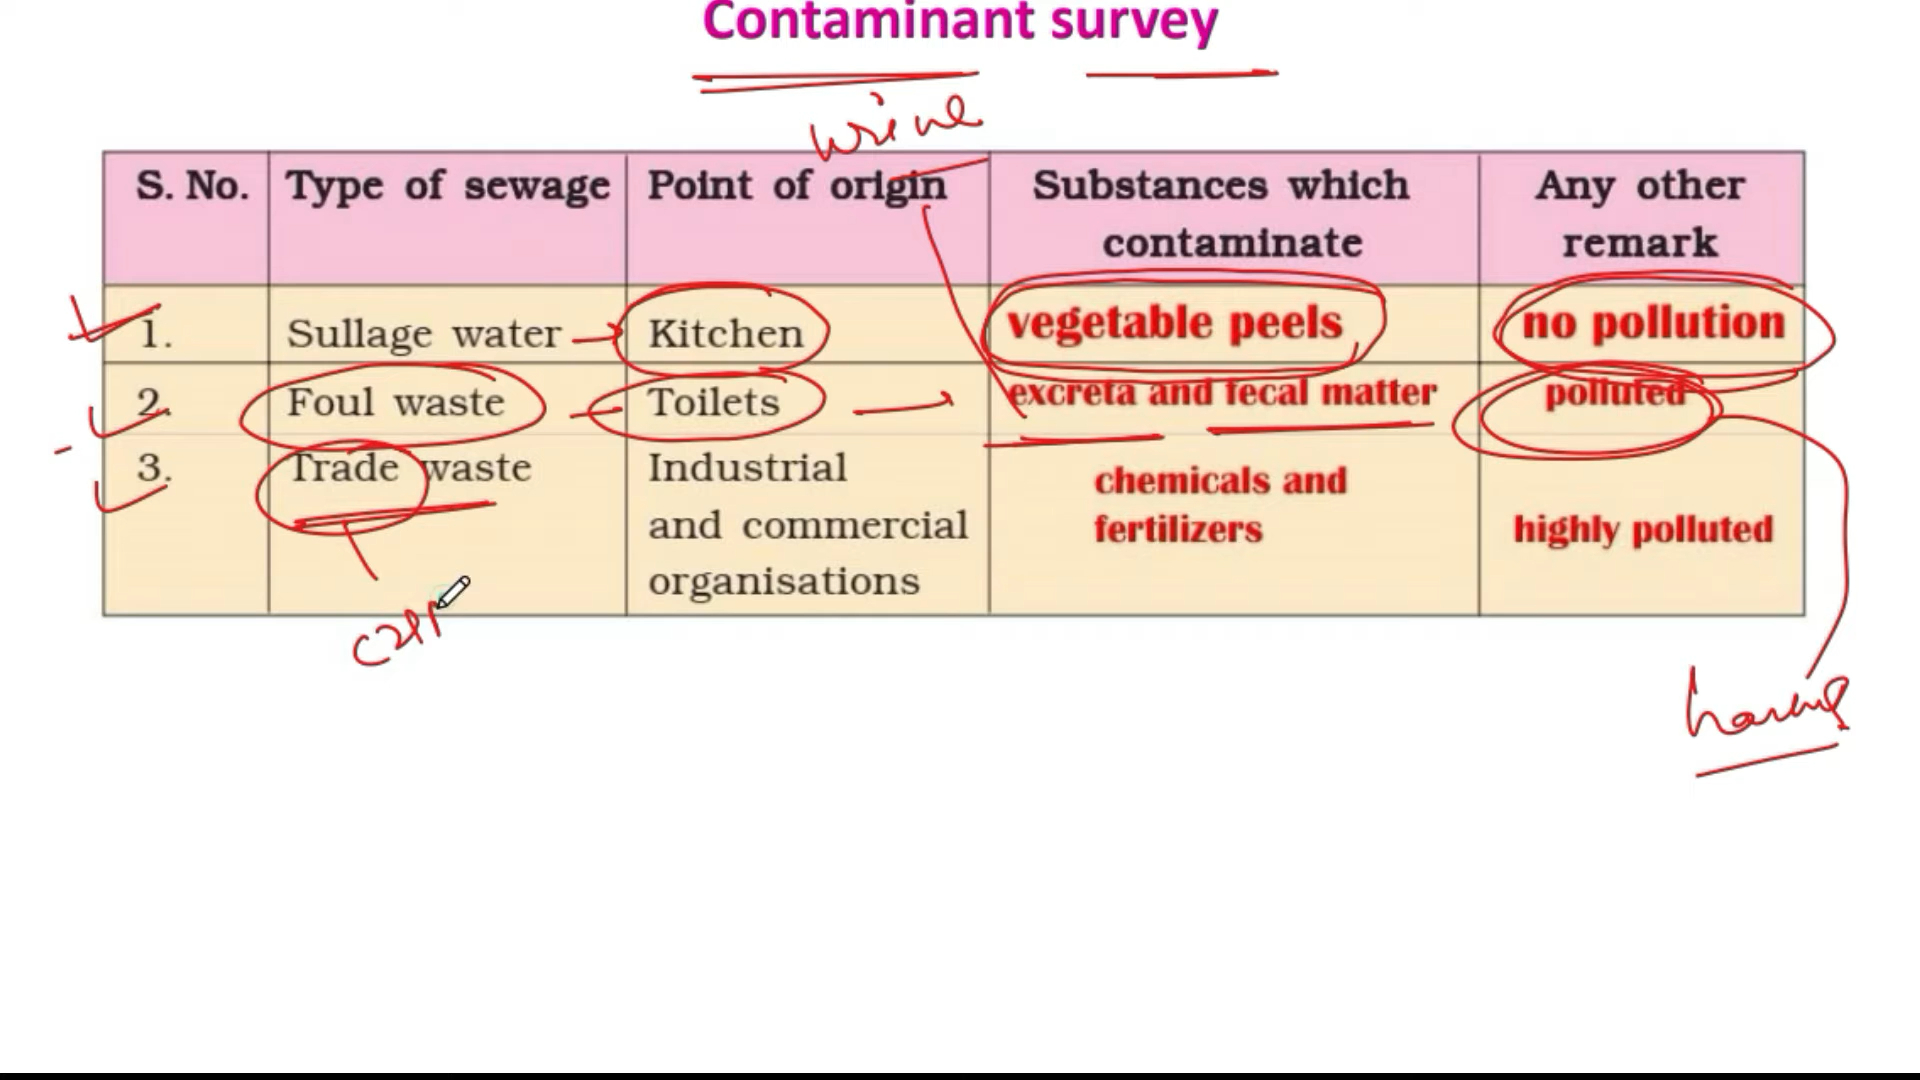 Contaminant survey
urine
S. No. Type of sewage Point of origin Substances which contaminate Any other remark
1. Sullage water Kitchen vegetable peels no pollution
2. Foul waste Toilets excreta and fecal matter polluted
3. Trade waste Industrial and commercial organisations chemicals and fertilizers highly polluted